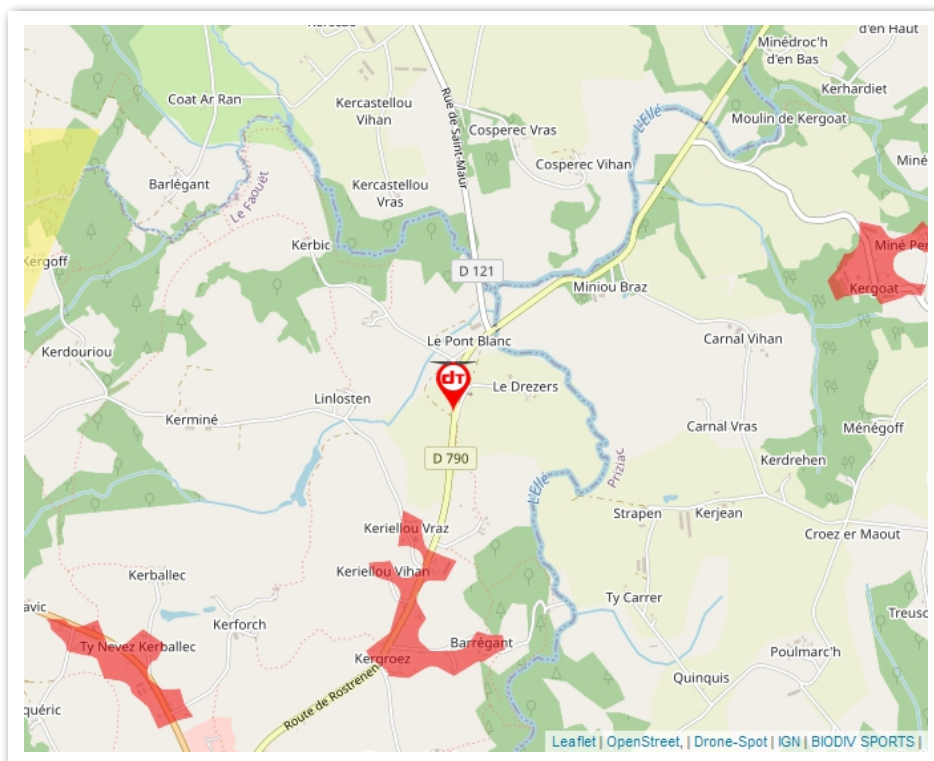 d'en Haut
Minédroc'h
d'en Bas
Kerhardiet
Coat Ar Ran
Kercastellou
Vihan
Rue de Saint-Maur
L'Ellé
Moulin de Kergoat
Cosperec Vras
Cosperec Vihan
Barlégant
Le Faouët
Kercastellou
Vras
Kerbic
Miné Per
Kergoff
D 121
Miniou Braz
Kergoat
Le Pont Blanc
Carnal Vihan
Kerdouriou
dT
Le Drezers
Linlosten
Kerminé
Carnal Vras
Ménégoff
D 790
Priziac
Kerdrehen
L'Ellé
Strapen
Kerjean
Keriellou Vraz
Croez er Maout
Keriellou Vihan
Kerballec
Ty Carrer
Kerforch
Ty Nevez Kerballec
Barrégant
Kergroez
Poulmarc'h
Quinquis
Route de Rostrenen
Leaflet | OpenStreet, | Drone-Spot | IGN | BIODIV SPORTS |